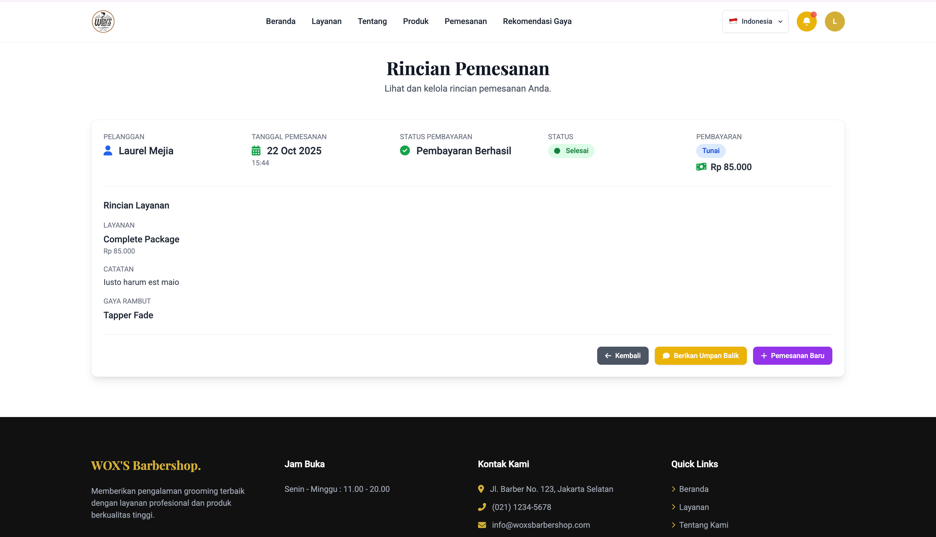 WOX'S
Beranda
Layanan
Tentang
Produk
Pemesanan
Rekomendasi Gaya
Indonesia
L
Rincian Pemesanan
Lihat dan kelola rincian pemesanan Anda.
PELANGGAN
Laurel Mejia
TANGGAL PEMESANAN
22 Oct 2025
15:44
STATUS PEMBAYARAN
Pembayaran Berhasil
STATUS
Selesai
PEMBAYARAN
Tunai
Rp 85.000
Rincian Layanan
LAYANAN
Complete Package
Rp 85.000
CATATAN
Iusto harum est maio
GAYA RAMBUT
Tapper Fade
Kembali
Berikan Umpan Balik
Pemesanan Baru
WOX'S Barbershop.
Memberikan pengalaman grooming terbaik
dengan layanan profesional dan produk
berkualitas tinggi.
Jam Buka
Senin - Minggu : 11.00 - 20.00
Kontak Kami
Jl. Barber No. 123, Jakarta Selatan
(021) 1234-5678
info@woxsbarbershop.com
Quick Links
Beranda
Layanan
Tentang Kami